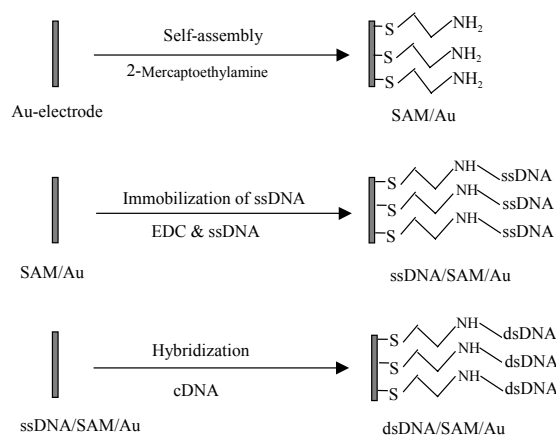 Self-assembly
2-Mercaptoethylamine
Au-electrode
S NH2
S NH2
S NH2
SAM/Au
Immobilization of ssDNA
EDC & ssDNA
SAM/Au
S NH ssDNA
S NH ssDNA
S NH ssDNA
ssDNA/SAM/Au
Hybridization
cDNA
ssDNA/SAM/Au
S NH dsDNA
S NH dsDNA
S NH dsDNA
dsDNA/SAM/Au